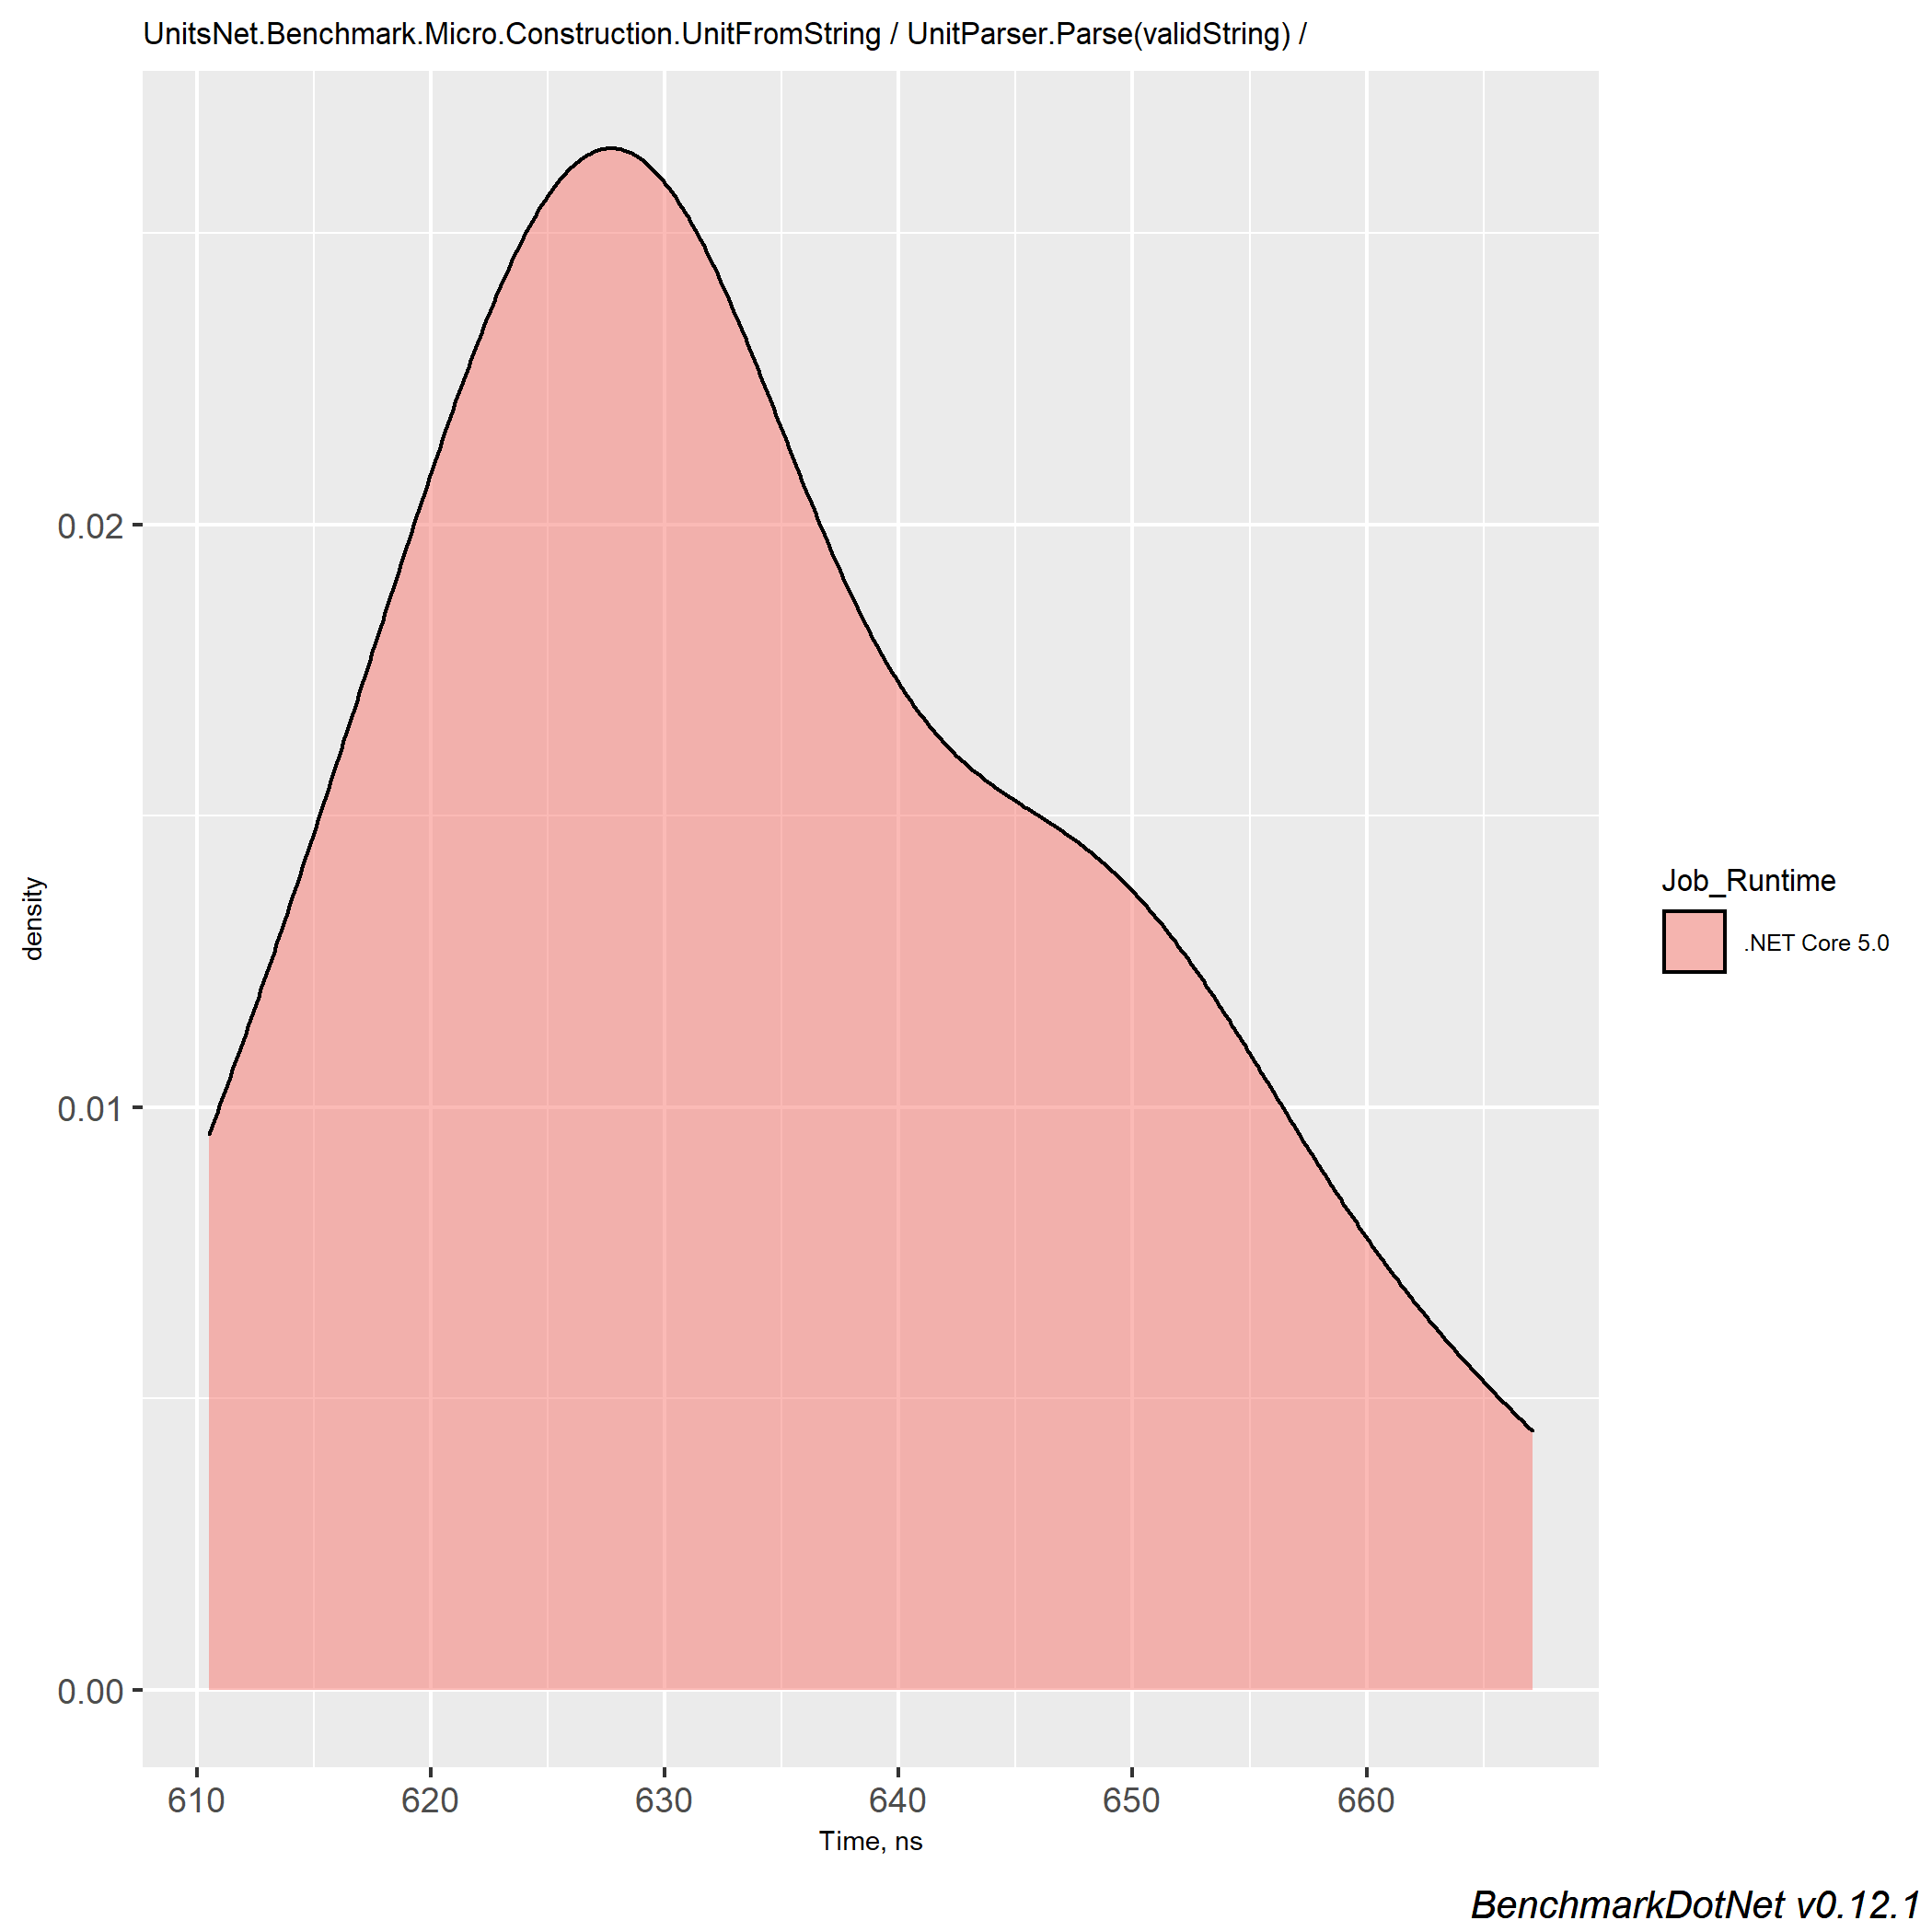 UnitsNet.Benchmark.Micro.Construction.UnitFromString / UnitParser.Parse(validString) /
0.02
0.01
0.00
density
610 620 630 640 650 660
Time, ns
Job_Runtime
.NET Core 5.0
BenchmarkDotNet v0.12.1